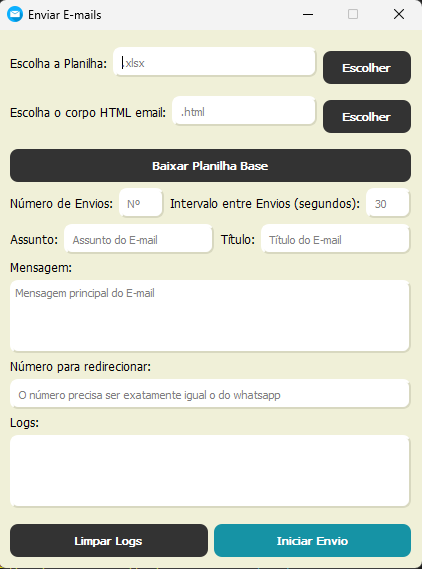 Enviar E-mails
Escolha a Planilha: .xlsx Escolher
Escolha o corpo HTML email: .html Escolher
Baixar Planilha Base
Número de Envios: Nº Intervalo entre Envios (segundos): 30
Assunto: Assunto do E-mail Título: Título do E-mail
Mensagem:
Mensagem principal do E-mail
Número para redirecionar:
O número precisa ser exatamente igual o do whatsapp
Logs:
Limpar Logs Iniciar Envio